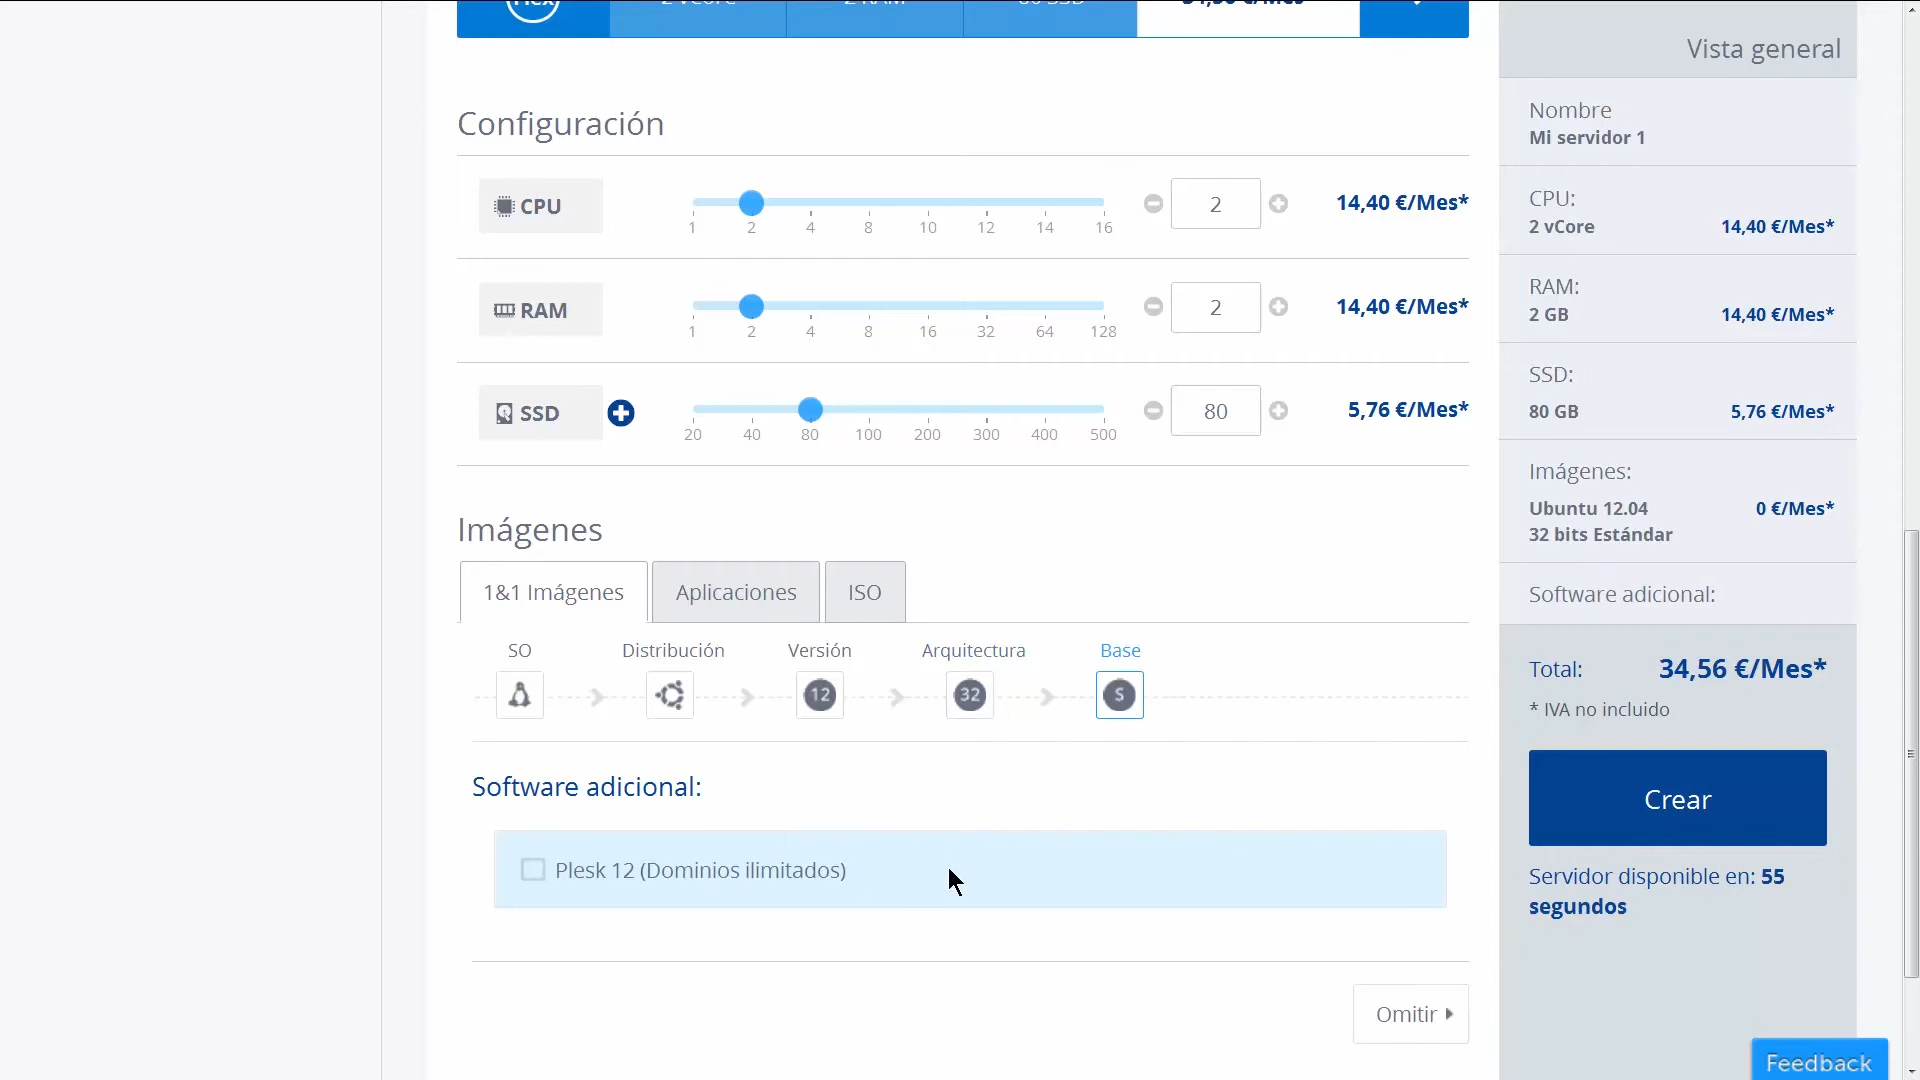 Vista general
Configuración
Nombre
Mi servidor 1
CPU
1 2 4 8 10 12 14 16
2
14,40 €/Mes*
CPU:
2 vCore 14,40 €/Mes*
RAM
1 2 4 8 16 32 64 128
2
14,40 €/Mes*
RAM:
2 GB 14,40 €/Mes*
SSD
20 40 80 100 200 300 400 500
80
5,76 €/Mes*
SSD:
80 GB 5,76 €/Mes*
Imágenes
Imágenes:
Ubuntu 12.04 0 €/Mes*
32 bits Estándar
1&1 Imágenes Aplicaciones ISO
Software adicional:
SO Distribución Versión Arquitectura Base
12 32 S
Total: 34,56 €/Mes*
* IVA no incluido
Software adicional:
Crear
Plesk 12 (Dominios ilimitados)
Servidor disponible en: 55
segundos
Omitir
Feedback